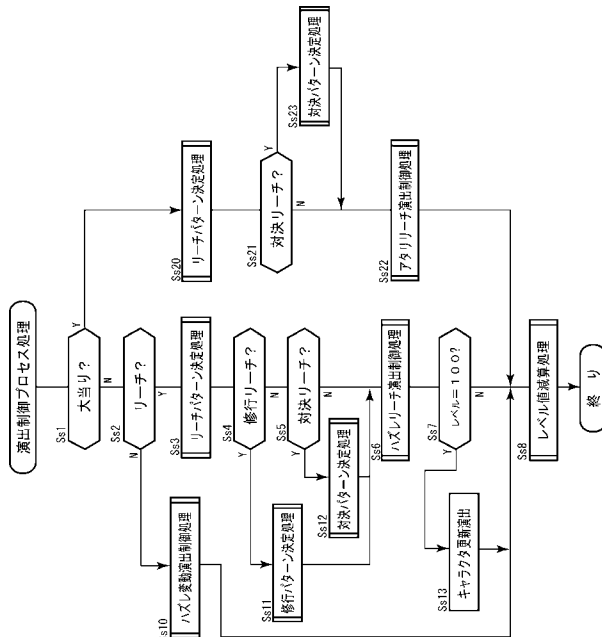 演出制御プロセス処理
Ss1
大当り?
Y
N
Ss2
リーチ?
N
Y
Ss3
リーチパターン決定処理
Ss4
修行リーチ?
Y
N
Ss5
対決リーチ?
Y
N
Ss6
ハズレリーチ演出制御処理
Ss7
レベル=100?
Y
N
Ss8
レベル値減算処理
終り
Ss10
ハズレ変動演出制御処理
Ss11
修行パターン決定処理
Ss12
対決パターン決定処理
Ss13
キャラクタ更新演出
Ss20
リーチパターン決定処理
Ss21
対決リーチ?
Y
N
Ss23
対決パターン決定処理
Ss22
アタリリーチ演出制御処理